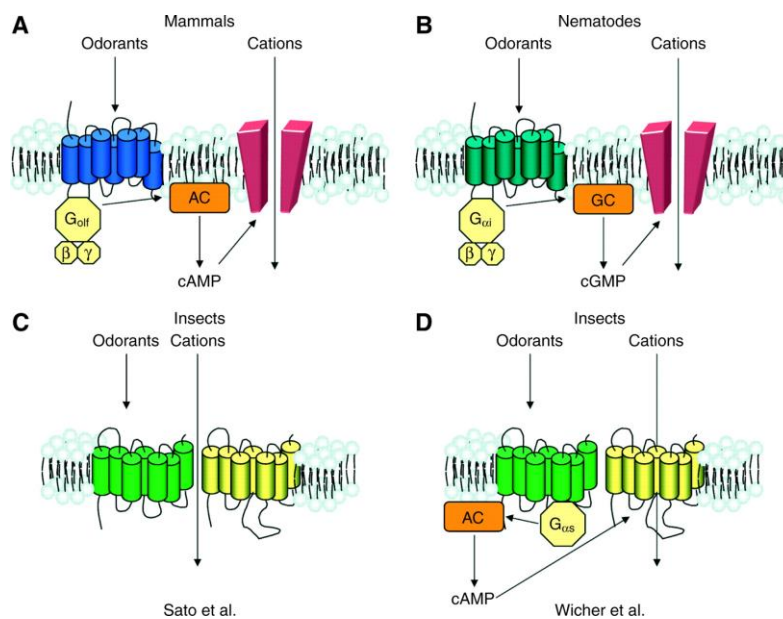 A
Mammals
Odorants
Cations
Golf
β γ
AC
cAMP
B
Nematodes
Odorants
Cations
Gαi
β γ
GC
cGMP
C
Insects
Odorants Cations
Sato et al.
D
Insects
Odorants
Cations
AC
Gαs
cAMP
Wicher et al.